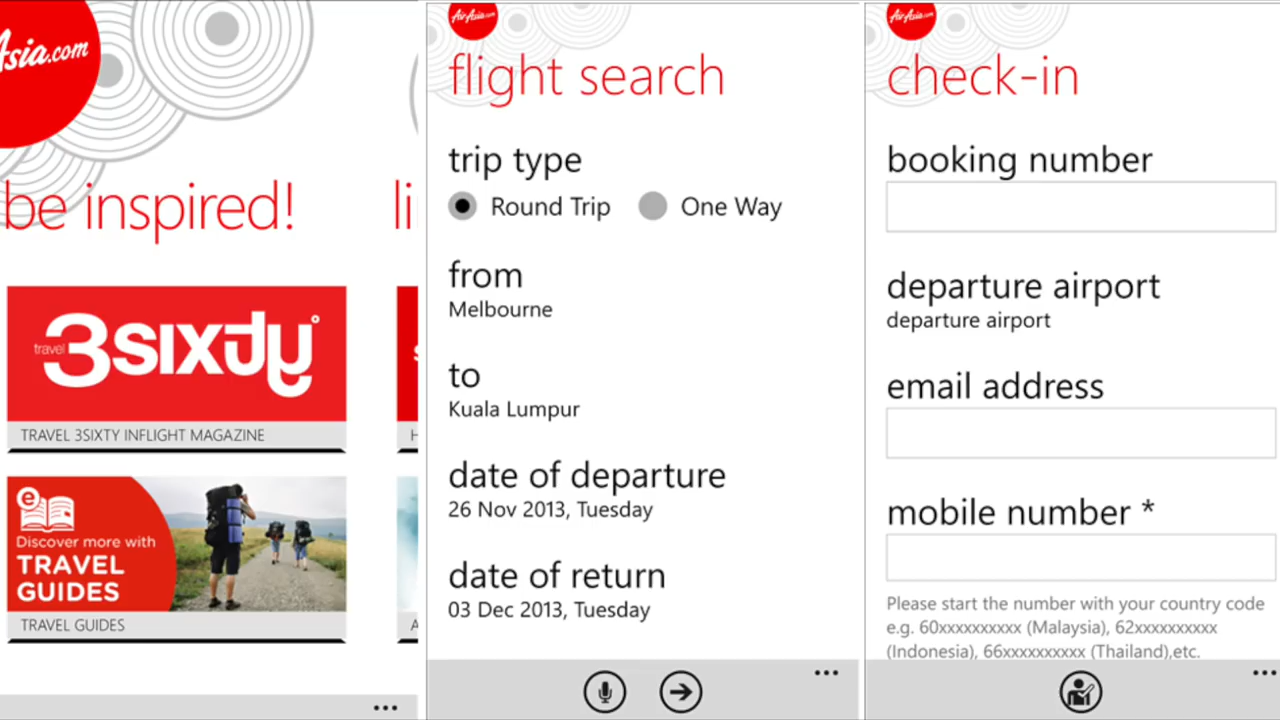 Asia.com
be inspired!
li
travel 3sixty°
TRAVEL 3SIXTY INFLIGHT MAGAZINE
H
e
Discover more with
TRAVEL
GUIDES
TRAVEL GUIDES
A
AirAsia.com
flight search
trip type
Round Trip One Way
from
Melbourne
to
Kuala Lumpur
date of departure
26 Nov 2013, Tuesday
date of return
03 Dec 2013, Tuesday
AirAsia.com
check-in
booking number
departure airport
departure airport
email address
mobile number *
Please start the number with your country code
e.g. 60xxxxxxxxxx (Malaysia), 62xxxxxxxxxx
(Indonesia), 66xxxxxxxxxx (Thailand),etc.